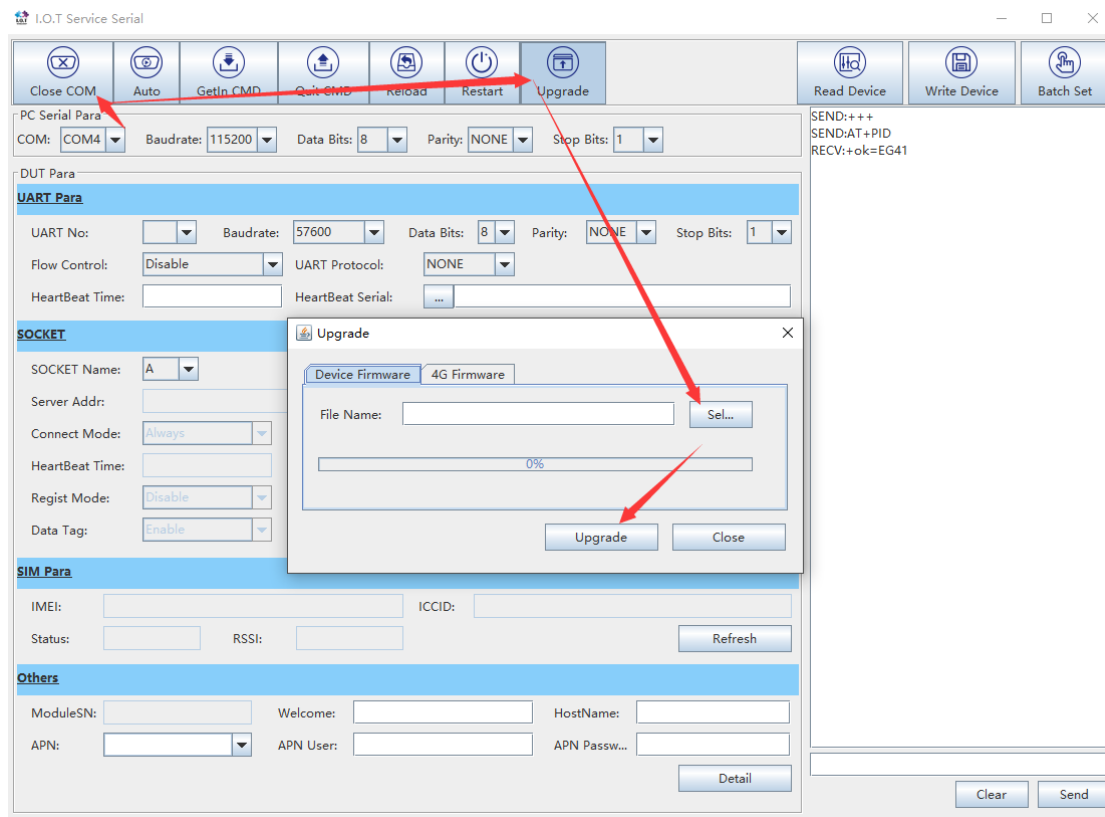 I.O.T Service Serial
Close COM Auto GetIn CMD Quit CMD Reload Restart Upgrade Read Device Write Device Batch Set
PC Serial Para
COM: COM4 Baudrate: 115200 Data Bits: 8 Parity: NONE Stop Bits: 1
SEND:+++
SEND:AT+PID
RECV:+ok=EG41
DUT Para
UART Para
UART No: Baudrate: 57600 Data Bits: 8 Parity: NONE Stop Bits: 1
Flow Control: Disable UART Protocol: NONE
HeartBeat Time: HeartBeat Serial: ...
SOCKET
SOCKET Name: A
Server Addr:
Connect Mode: Always
HeartBeat Time:
Regist Mode: Disable
Data Tag: Enable
Upgrade
Device Firmware 4G Firmware
File Name: Sel...
0%
Upgrade Close
SIM Para
IMEI: ICCID:
Status: RSSI: Refresh
Others
ModuleSN: Welcome: HostName:
APN: APN User: APN Passw...
Detail
Clear Send